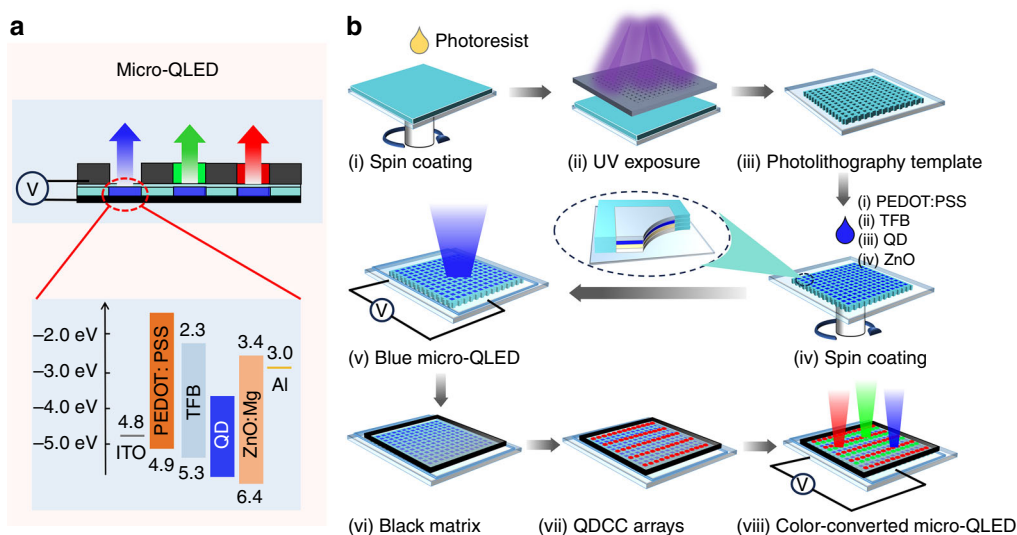 a
Micro-QLED
V
–2.0 eV
–3.0 eV
–4.0 eV
–5.0 eV
4.8
ITO
PEDOT: PSS
4.9
2.3
TFB
5.3
QD
3.4
ZnO:Mg
6.4
3.0
Al
b
Photoresist
(i) Spin coating
(ii) UV exposure
(iii) Photolithography template
(i) PEDOT:PSS
(ii) TFB
(iii) QD
(iv) ZnO
(iv) Spin coating
V
(v) Blue micro-QLED
(vi) Black matrix
(vii) QDCC arrays
V
(viii) Color-converted micro-QLED